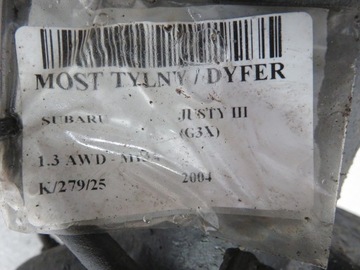 MOST TYLNY / DYFER
SUBARU JUSTY III
(G3X)
1.3 AWD -
K/279/25 2004